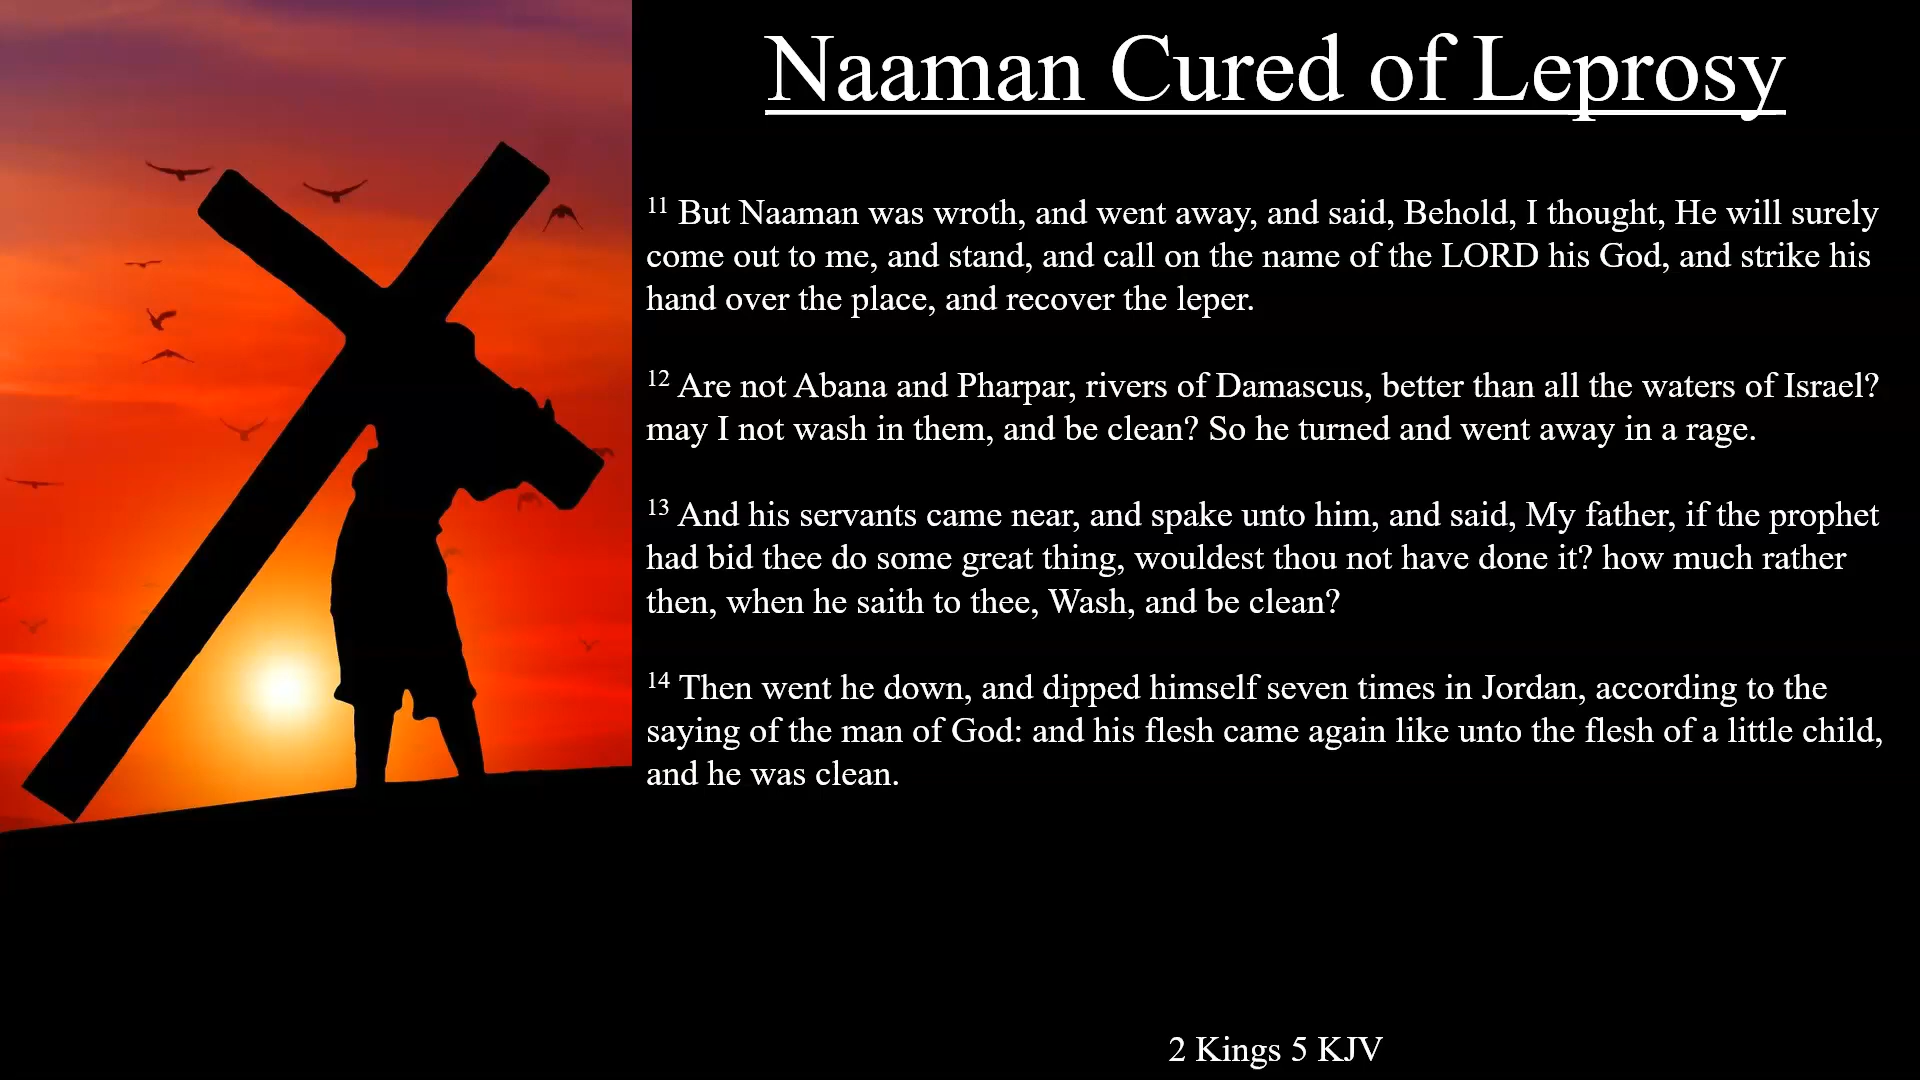 Naaman Cured of Leprosy
11 But Naaman was wroth, and went away, and said, Behold, I thought, He will surely
come out to me, and stand, and call on the name of the LORD his God, and strike his
hand over the place, and recover the leper.
12 Are not Abana and Pharpar, rivers of Damascus, better than all the waters of Israel?
may I not wash in them, and be clean? So he turned and went away in a rage.
13 And his servants came near, and spake unto him, and said, My father, if the prophet
had bid thee do some great thing, wouldest thou not have done it? how much rather
then, when he saith to thee, Wash, and be clean?
14 Then went he down, and dipped himself seven times in Jordan, according to the
saying of the man of God: and his flesh came again like unto the flesh of a little child,
and he was clean.
2 Kings 5 KJV